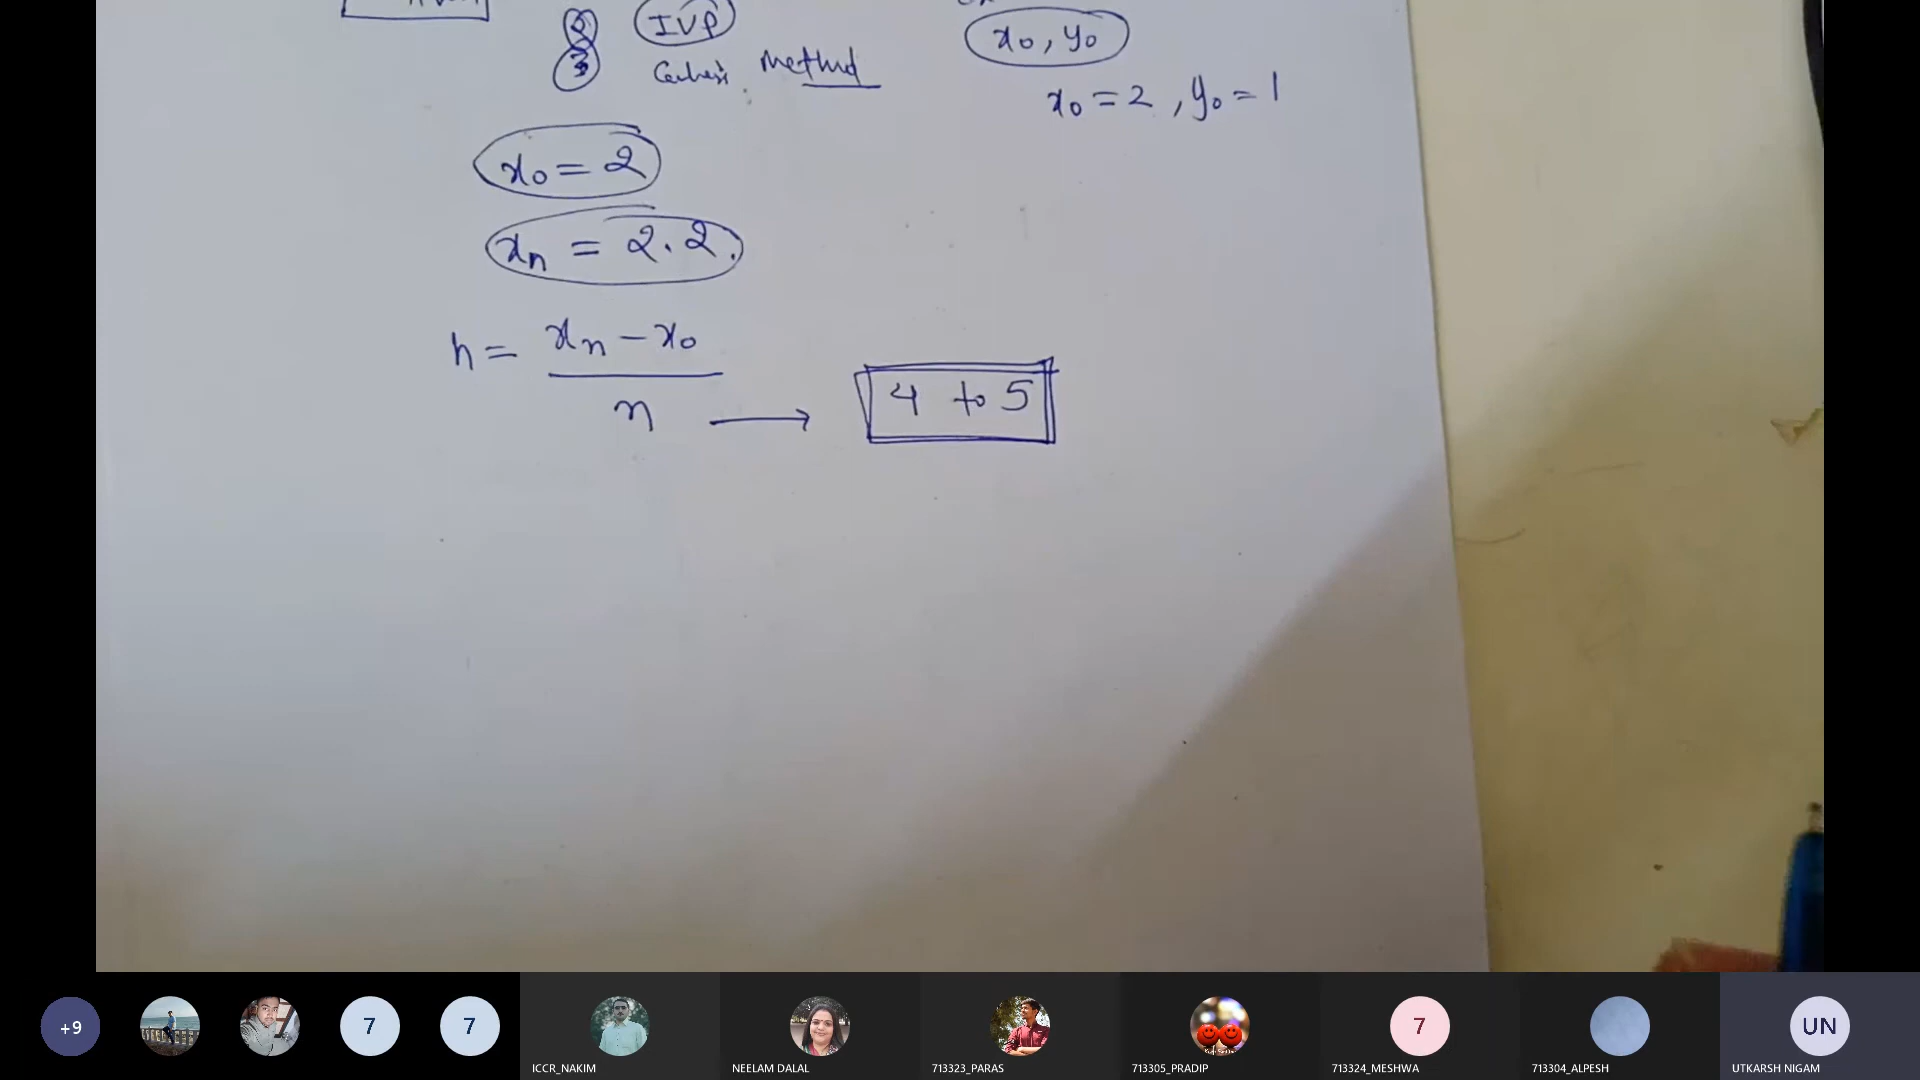 IVP
x₀, y₀
3
Method
x₀ = 2 , y₀ = 1
x₀ = 2
xₙ = 2.2.
h = xₙ - x₀
n → 4 to 5
+9
7
7
7
UN
ICCR_NAKIM
NEELAM DALAL
713323_PARAS
713305_PRADIP
713324_MESHWA
713304_ALPESH
UTKARSH NIGAM